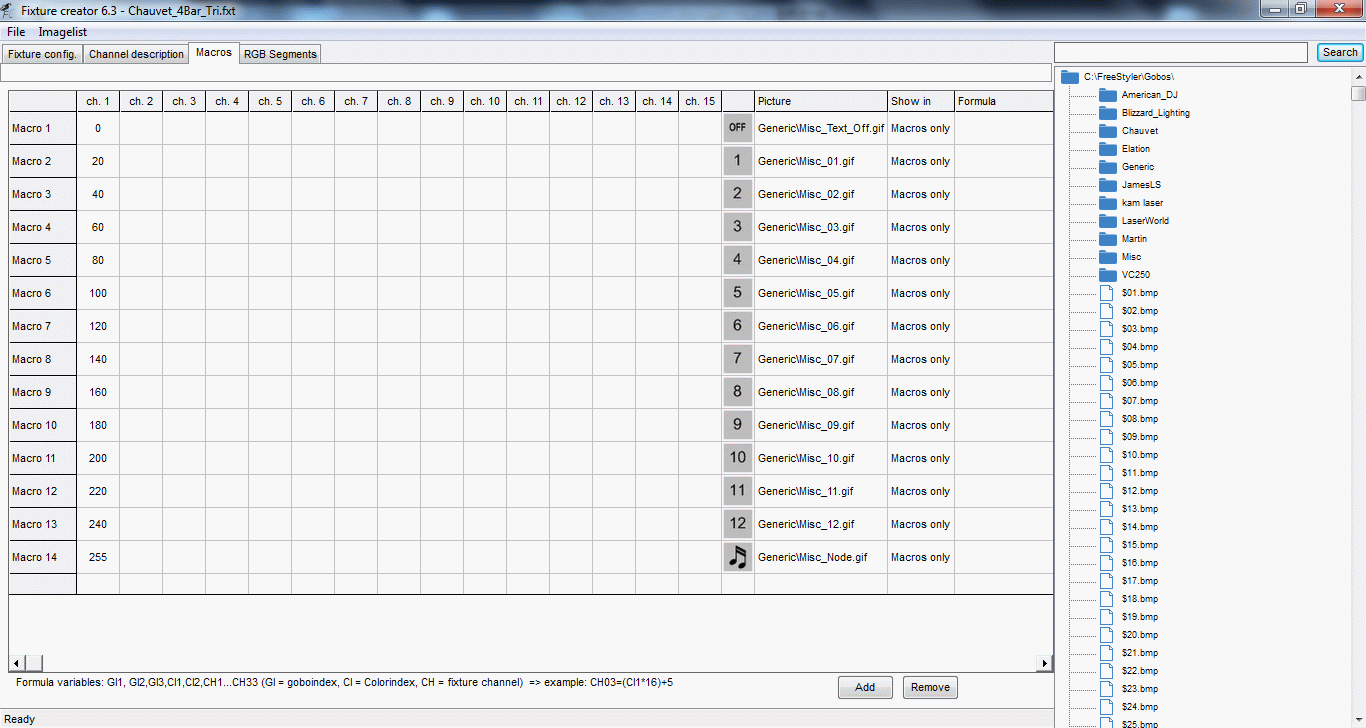 Fixture creator 6.3 - Chauvet_4Bar_Tri.fxt
File Imagelist
Fixture config. Channel description Macros RGB Segments
Search
ch. 1 ch. 2 ch. 3 ch. 4 ch. 5 ch. 6 ch. 7 ch. 8 ch. 9 ch. 10 ch. 11 ch. 12 ch. 13 ch. 14 ch. 15 Picture Show in Formula
Macro 1 0 OFF Generic\Misc_Text_Off.gif Macros only
Macro 2 20 1 Generic\Misc_01.gif Macros only
Macro 3 40 2 Generic\Misc_02.gif Macros only
Macro 4 60 3 Generic\Misc_03.gif Macros only
Macro 5 80 4 Generic\Misc_04.gif Macros only
Macro 6 100 5 Generic\Misc_05.gif Macros only
Macro 7 120 6 Generic\Misc_06.gif Macros only
Macro 8 140 7 Generic\Misc_07.gif Macros only
Macro 9 160 8 Generic\Misc_08.gif Macros only
Macro 10 180 9 Generic\Misc_09.gif Macros only
Macro 11 200 10 Generic\Misc_10.gif Macros only
Macro 12 220 11 Generic\Misc_11.gif Macros only
Macro 13 240 12 Generic\Misc_12.gif Macros only
Macro 14 255 Generic\Misc_Node.gif Macros only
Formula variables: GI1, GI2,GI3,CI1,CI2,CH1...CH33 (GI = goboindex, CI = Colorindex, CH = fixture channel) => example: CH03=(CI1*16)+5
Add Remove
Ready
C:\FreeStyler\Gobos\
American_DJ
Blizzard_Lighting
Chauvet
Elation
Generic
JamesLS
kam laser
LaserWorld
Martin
Misc
VC250
$01.bmp
$02.bmp
$03.bmp
$04.bmp
$05.bmp
$06.bmp
$07.bmp
$08.bmp
$09.bmp
$10.bmp
$11.bmp
$12.bmp
$13.bmp
$14.bmp
$15.bmp
$16.bmp
$17.bmp
$18.bmp
$19.bmp
$20.bmp
$21.bmp
$22.bmp
$23.bmp
$24.bmp
$25.bmp